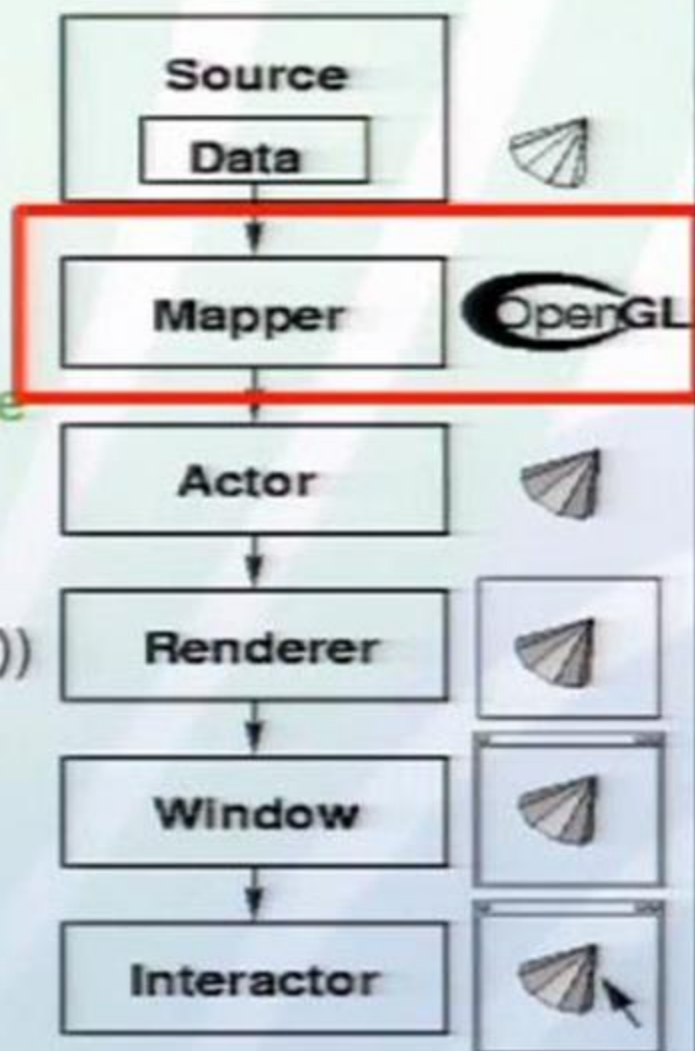 Source
Data
Mapper
OpenGL
e
Actor
))
Renderer
Window
Interactor